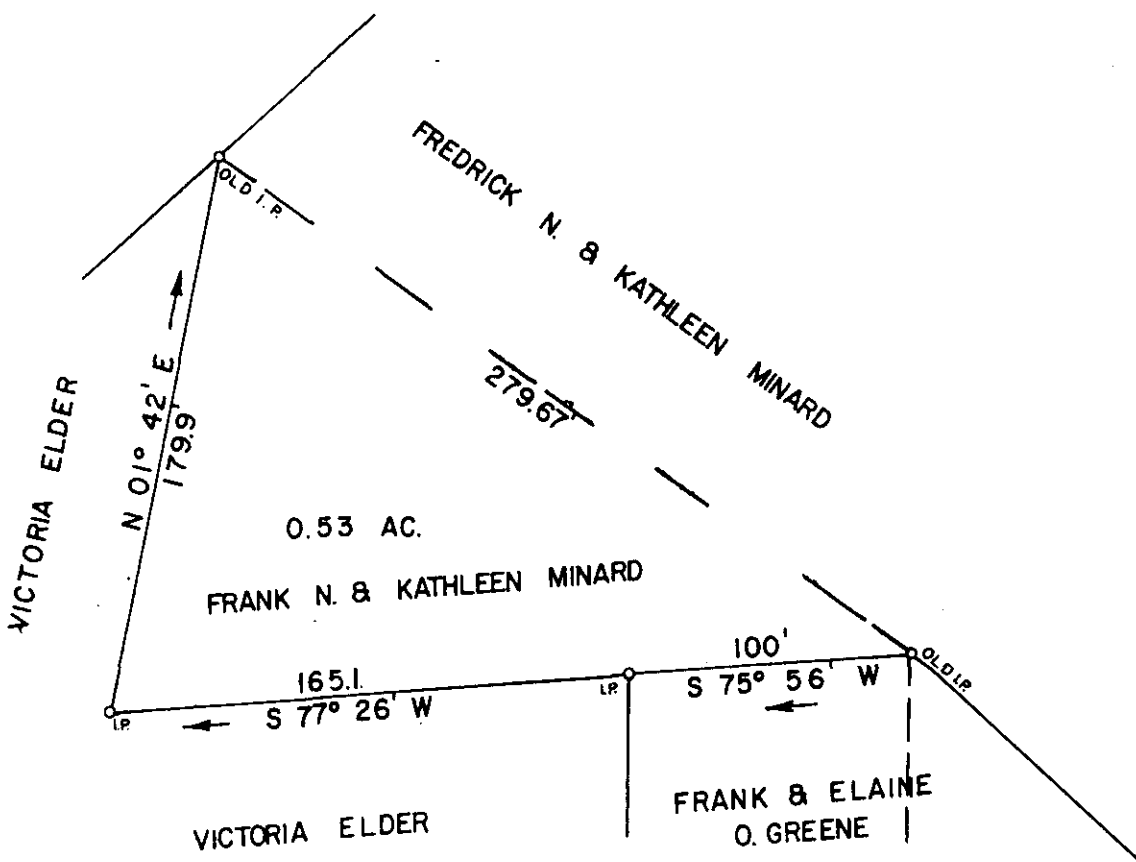 FREDRICK N. & KATHLEEN MINARD
OLD I.P.
N 01° 42' E
179.9'
VICTORIA ELDER
279.67'
0.53 AC.
FRANK N. & KATHLEEN MINARD
165.1
S 77° 26' W
I.P.
I.P.
100'
S 75° 56' W
OLD I.P.
VICTORIA ELDER
FRANK & ELAINE
O. GREENE